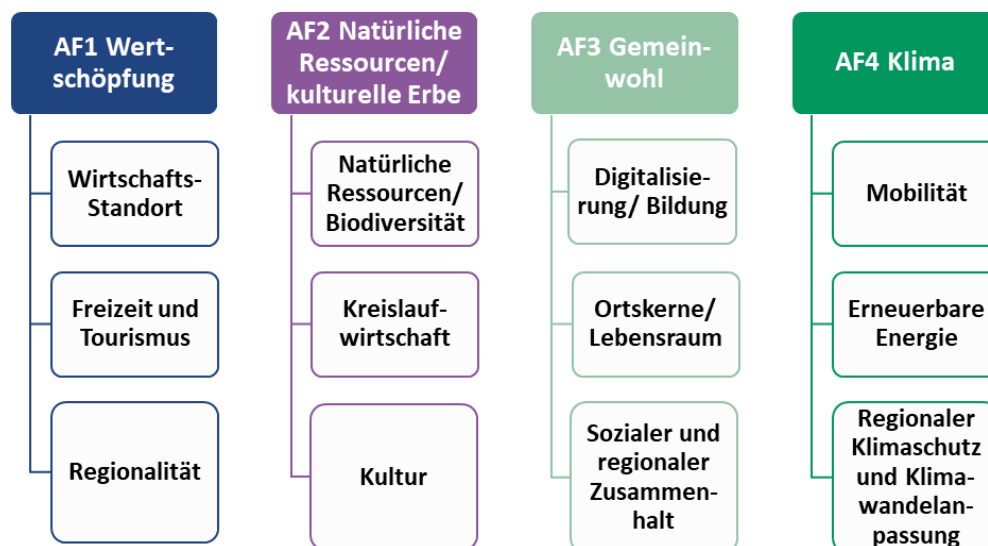 AF1 Wert-
schöpfung
Wirtschafts-
Standort
Freizeit und
Tourismus
Regionalität
AF2 Natürliche
Ressourcen/
kulturelle Erbe
Natürliche
Ressourcen/
Biodiversität
Kreislauf-
wirtschaft
Kultur
AF3 Gemein-
wohl
Digitalisie-
rung/ Bildung
Ortskerne/
Lebensraum
Sozialer und
regionaler
Zusammen-
halt
AF4 Klima
Mobilität
Erneuerbare
Energie
Regionaler
Klimaschutz
und Klima-
wandelan-
passung